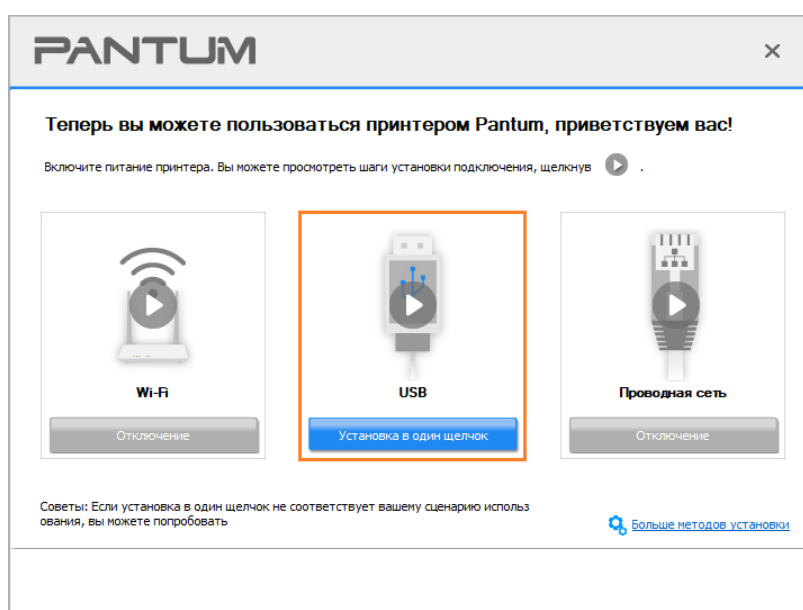 PANTUM
Теперь вы можете пользоваться принтером Pantum, приветствуем вас!
Включите питание принтера. Вы можете просмотреть шаги установки подключения, щелкнув .
Wi-Fi
USB
Проводная сеть
Отключение
Установка в один щелчок
Отключение
Советы: Если установка в один щелчок не соответствует вашему сценарию использ
ования, вы можете попробовать
Больше методов установки